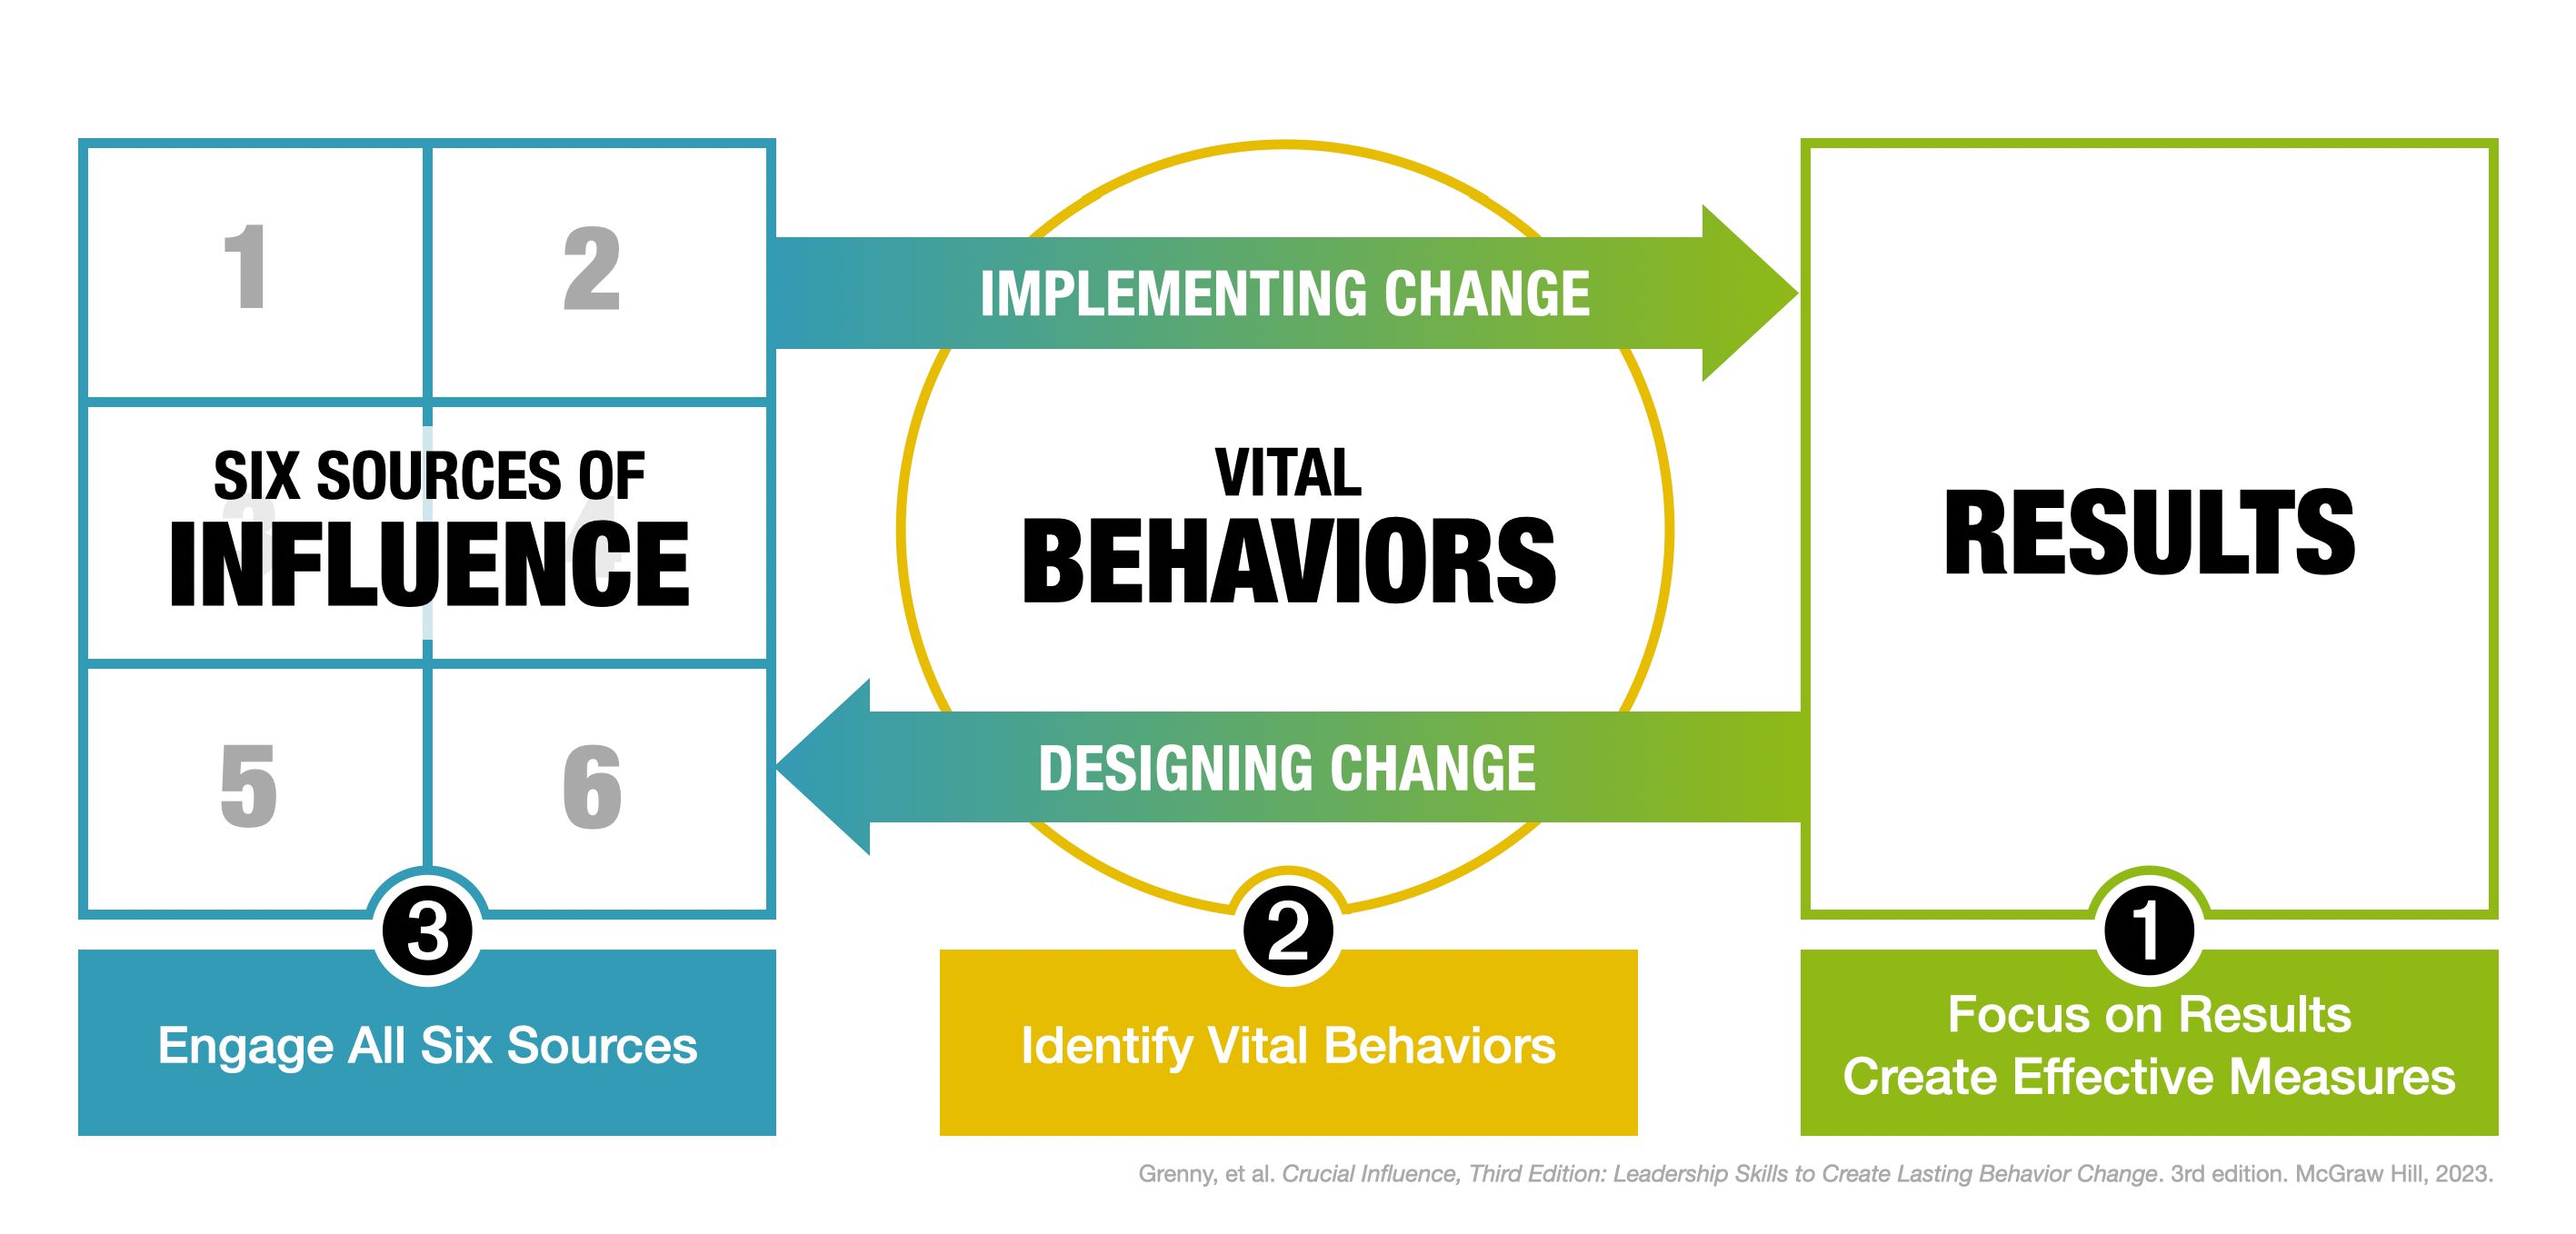 1
2
SIX SOURCES OF
3
4
INFLUENCE
5
6
IMPLEMENTING CHANGE
VITAL
BEHAVIORS
DESIGNING CHANGE
RESULTS
3
Engage All Six Sources
2
Identify Vital Behaviors
1
Focus on Results
Create Effective Measures
Grenny, et al. Crucial Influence, Third Edition: Leadership Skills to Create Lasting Behavior Change. 3rd edition. McGraw Hill, 2023.